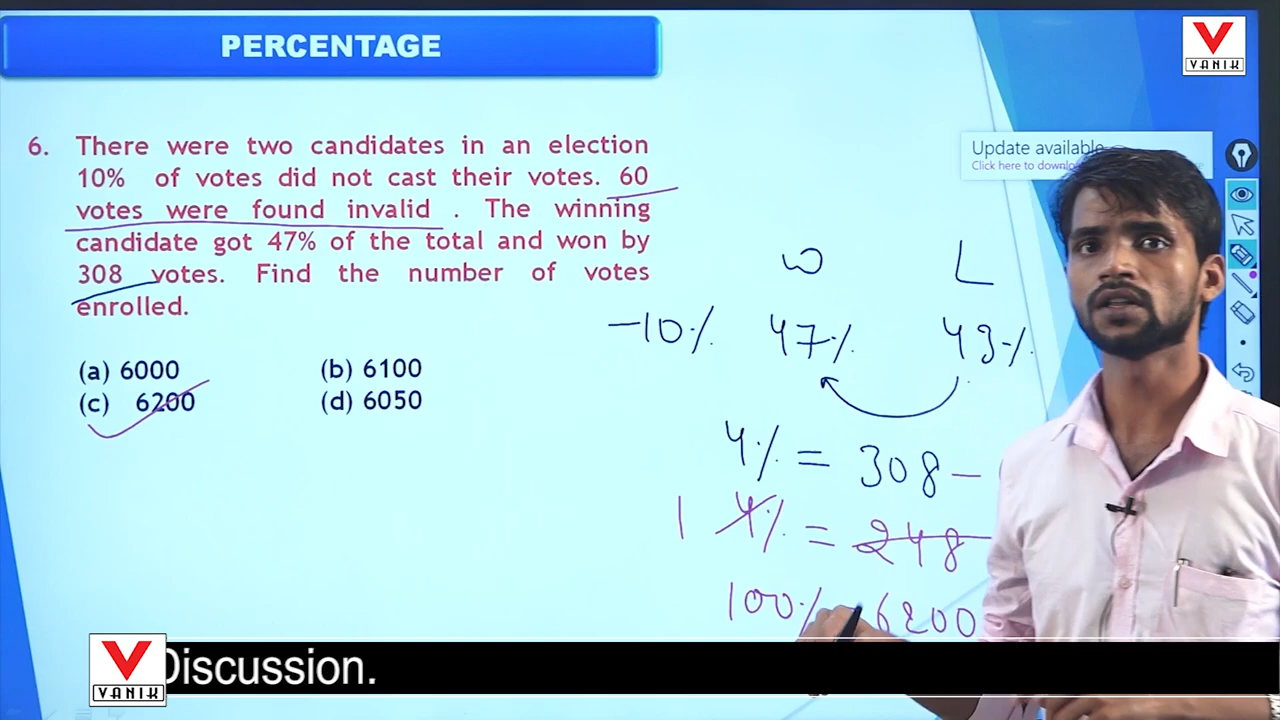 PERCENTAGE
V
VANIK
6. There were two candidates in an election
10% of votes did not cast their votes. 60
votes were found invalid . The winning
candidate got 47% of the total and won by
308 votes. Find the number of votes
enrolled.
(a) 6000 (b) 6100
(c) 6200 (d) 6050
Update available
Click here to
W L
-10% 47% 43%
4% = 308 -
1 4% = 248
100% 6200
Discussion.
V
VANIK